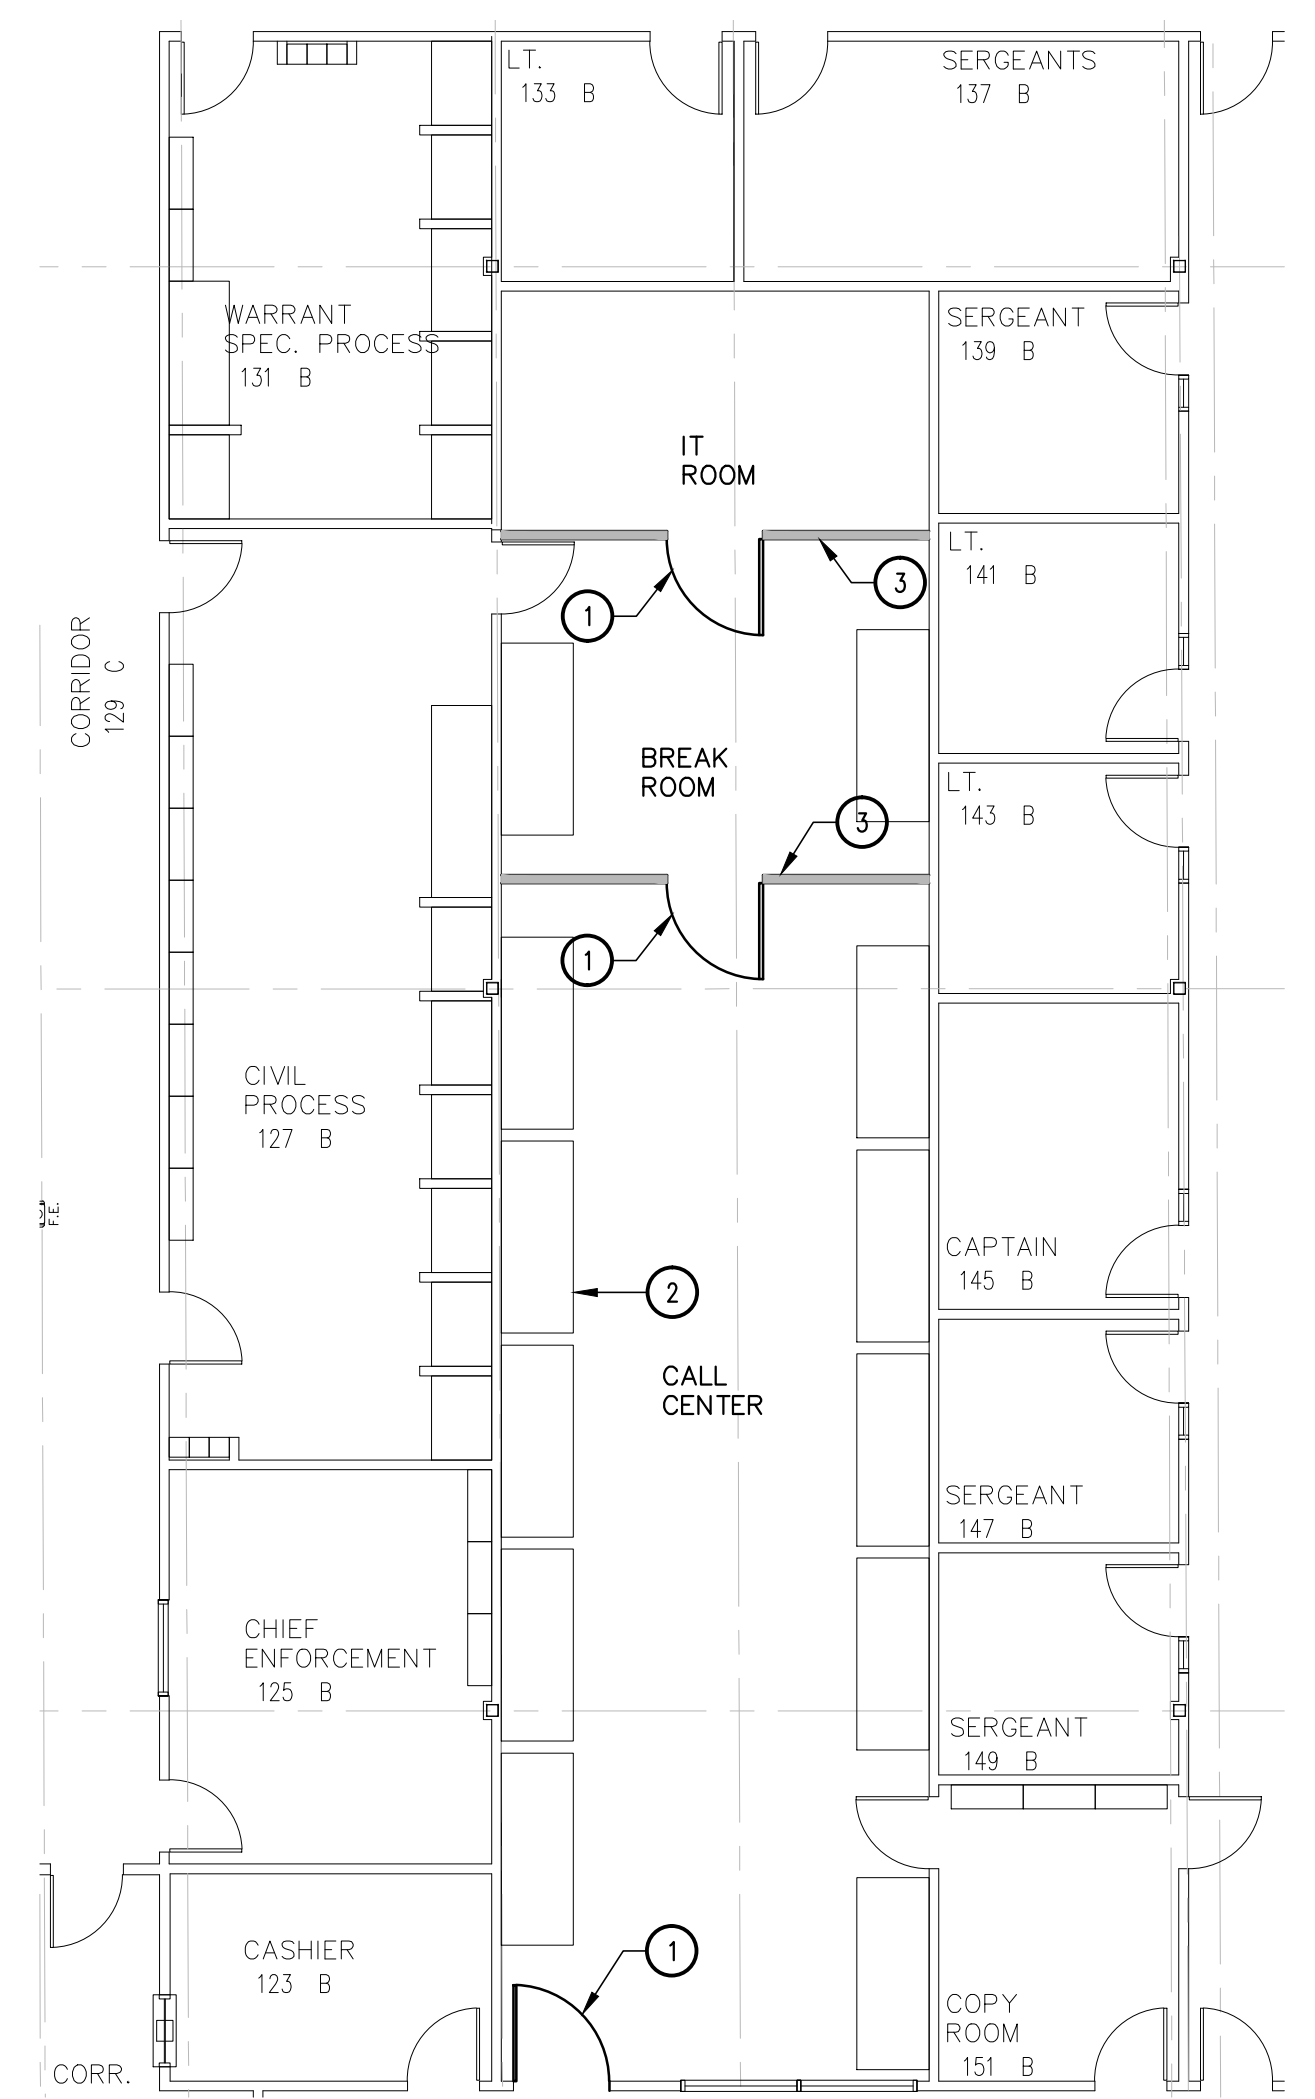 LT.
133 B
SERGEANTS
137 B
WARRANT
SPEC. PROCESS
131 B
SERGEANT
139 B
IT
ROOM
LT.
141 B
3
1
CORRIDOR
129 C
BREAK
ROOM
LT.
143 B
3
1
CIVIL
PROCESS
127 B
F.E.
CAPTAIN
145 B
2
CALL
CENTER
SERGEANT
147 B
CHIEF
ENFORCEMENT
125 B
SERGEANT
149 B
CASHIER
123 B
1
COPY
ROOM
151 B
CORR.